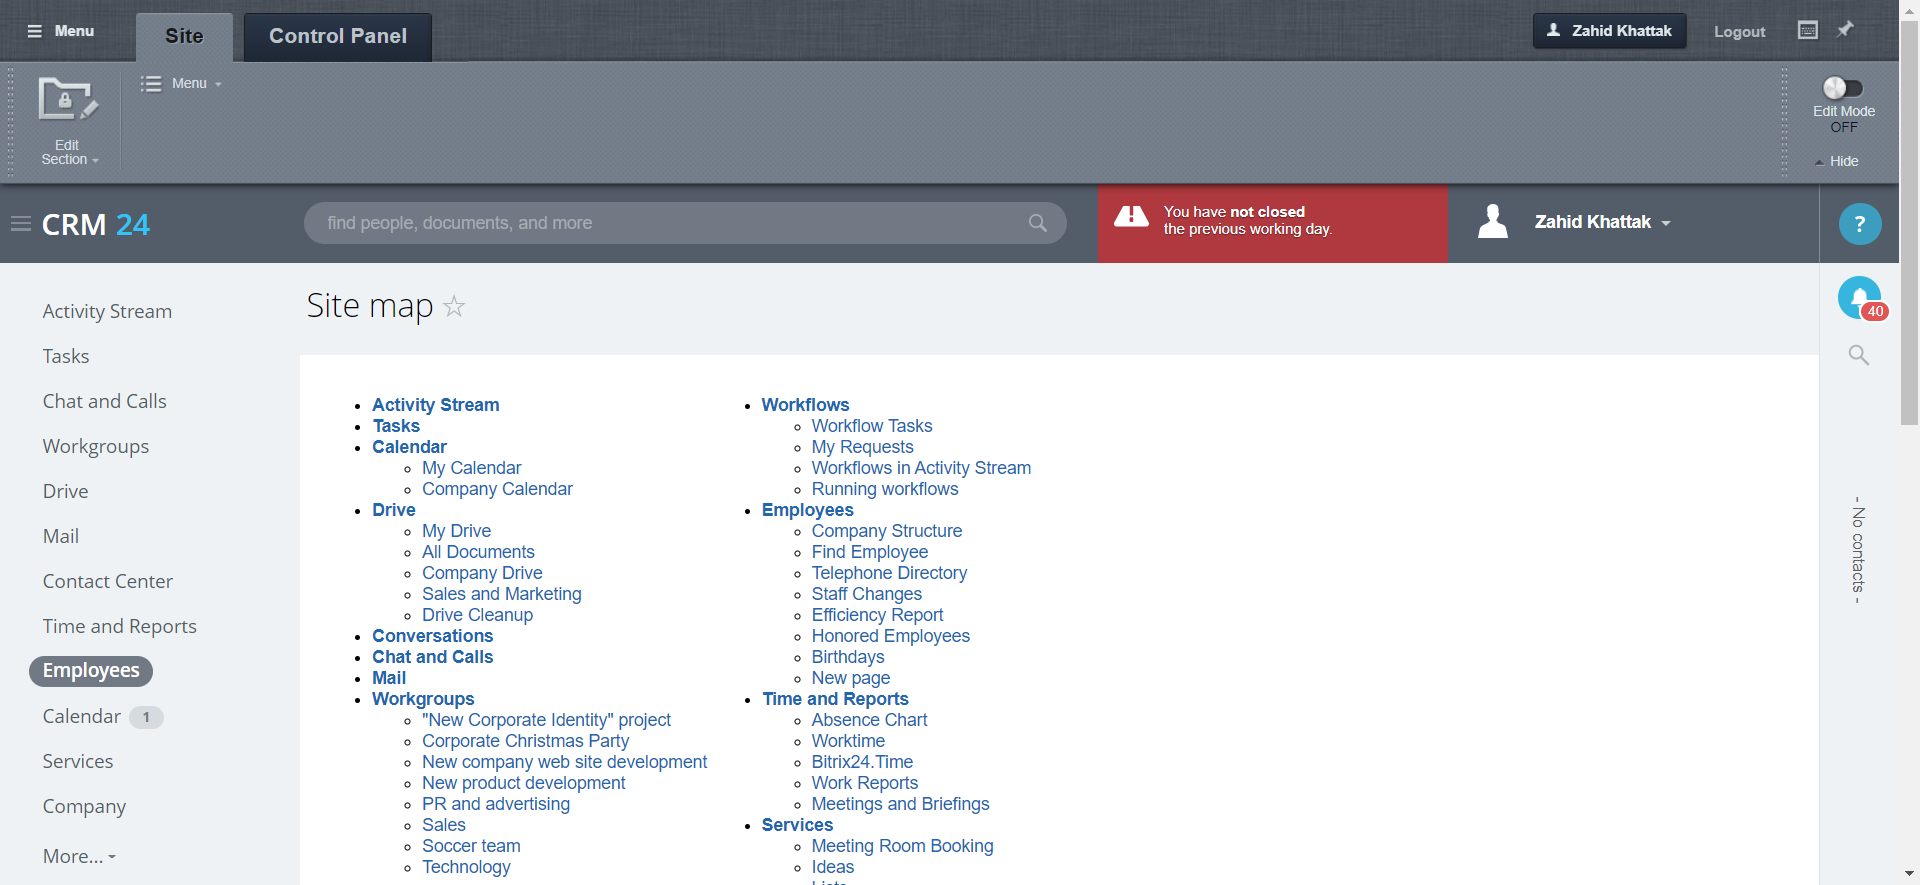 Menu
Site
Control Panel
Zahid Khattak
Logout
Edit
Section
Menu
Edit Mode
OFF
Hide
CRM 24
find people, documents, and more
You have not closed
the previous working day.
Zahid Khattak
?
Activity Stream
Tasks
Chat and Calls
Workgroups
Drive
Mail
Contact Center
Time and Reports
Employees
Calendar 1
Services
Company
More...
Site map
Activity Stream
Tasks
Calendar
My Calendar
Company Calendar
Drive
My Drive
All Documents
Company Drive
Sales and Marketing
Drive Cleanup
Conversations
Chat and Calls
Mail
Workgroups
"New Corporate Identity" project
Corporate Christmas Party
New company web site development
New product development
PR and advertising
Sales
Soccer team
Technology
Workflows
Workflow Tasks
My Requests
Workflows in Activity Stream
Running workflows
Employees
Company Structure
Find Employee
Telephone Directory
Staff Changes
Efficiency Report
Honored Employees
Birthdays
New page
Time and Reports
Absence Chart
Worktime
Bitrix24.Time
Work Reports
Meetings and Briefings
Services
Meeting Room Booking
Ideas
40
- No contacts -